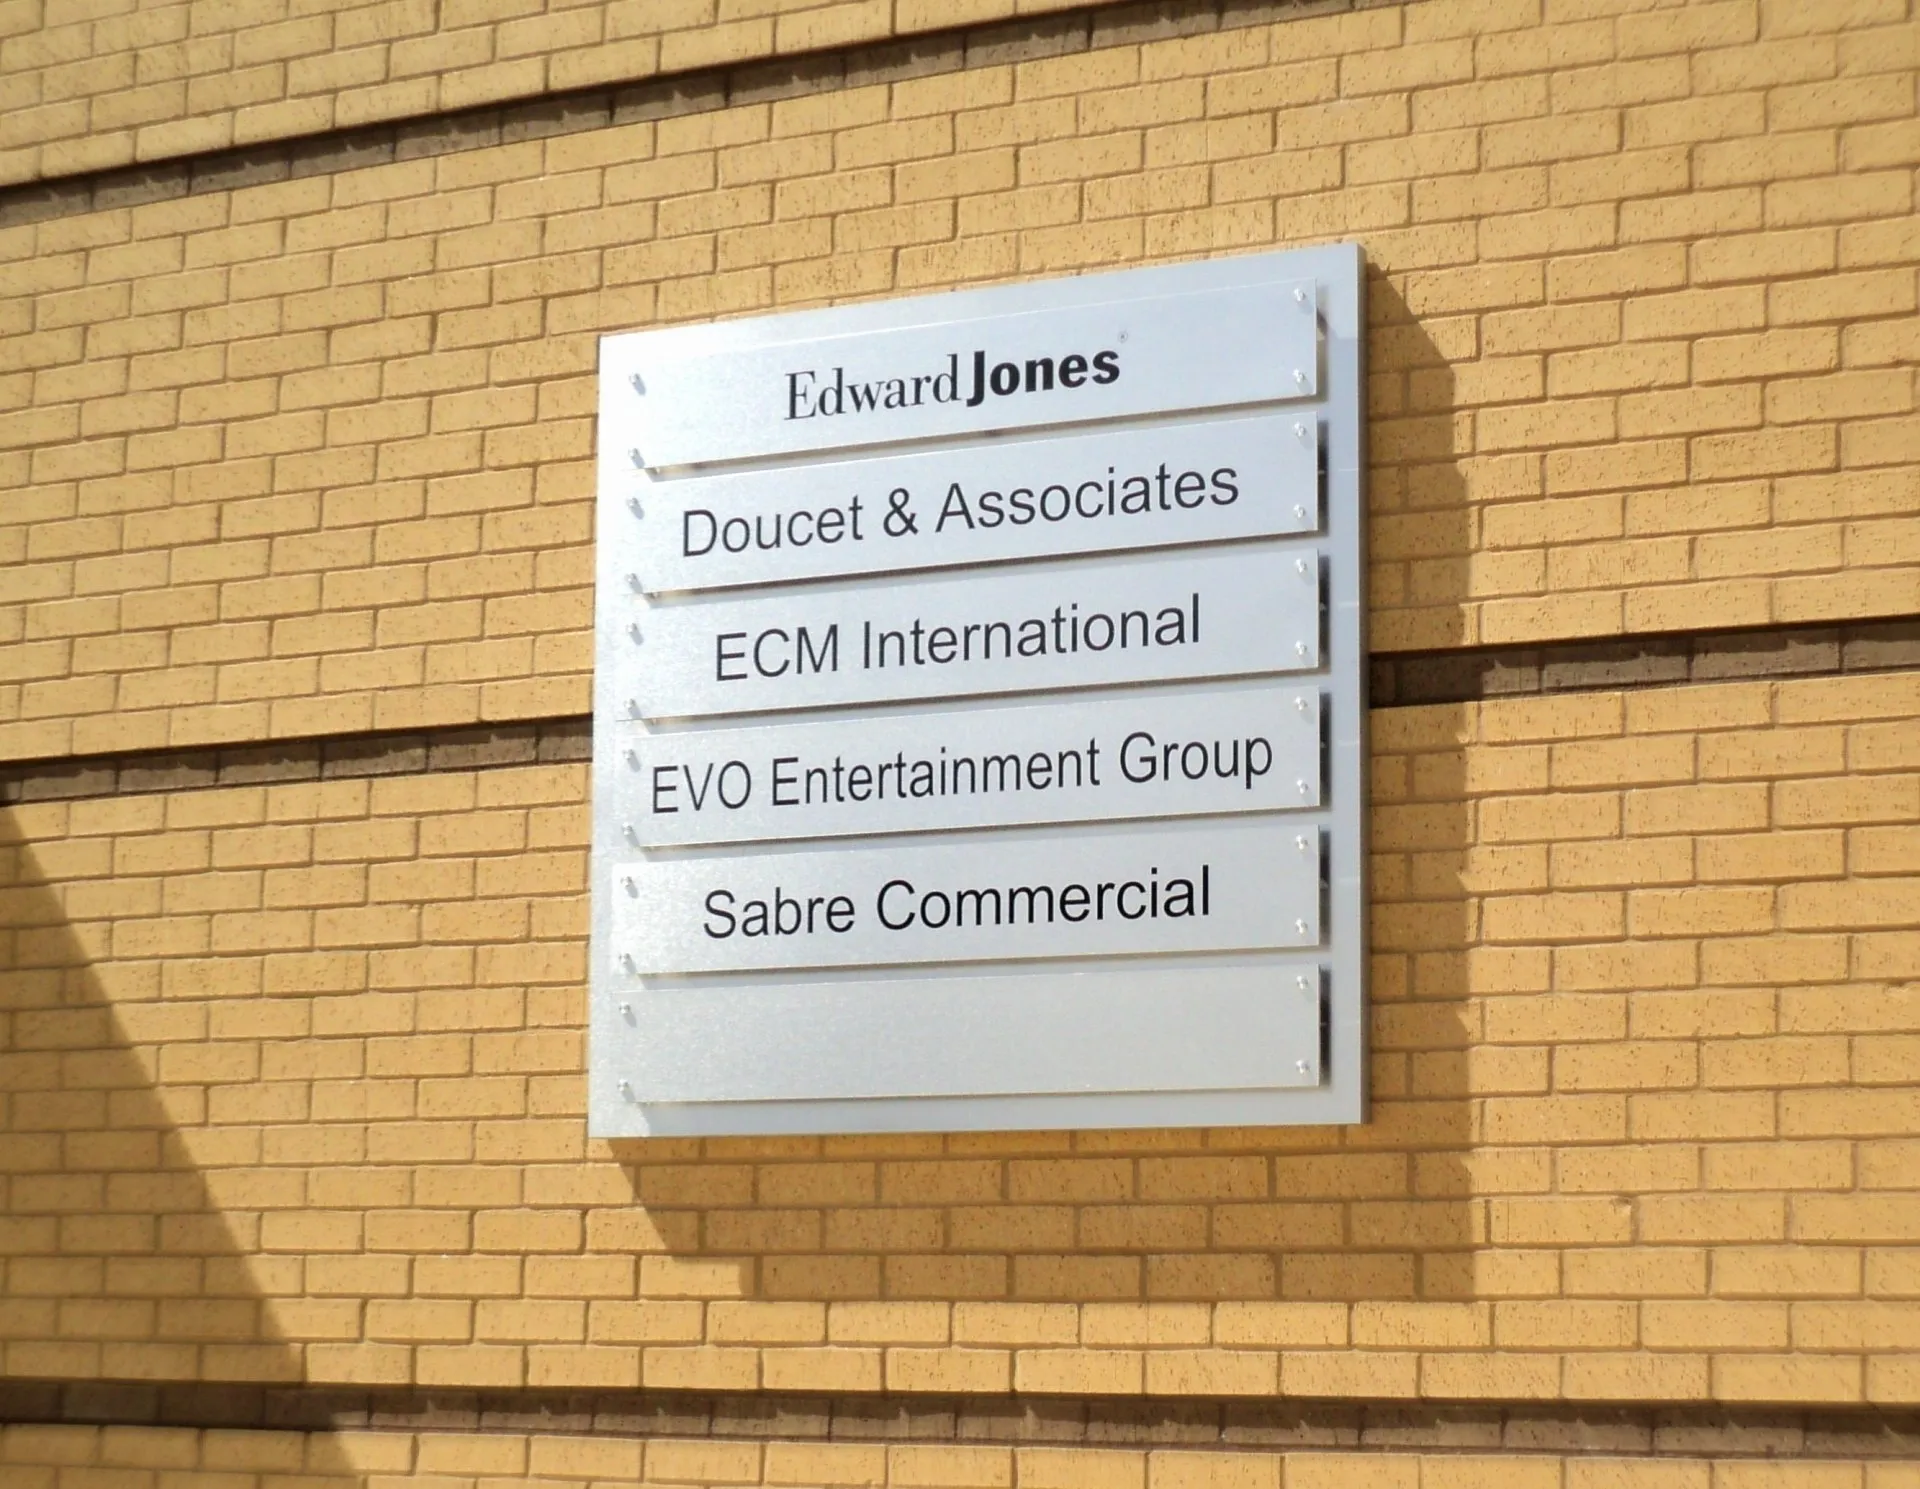 Edward Jones®
Doucet & Associates
ECM International
EVO Entertainment Group
Sabre Commercial